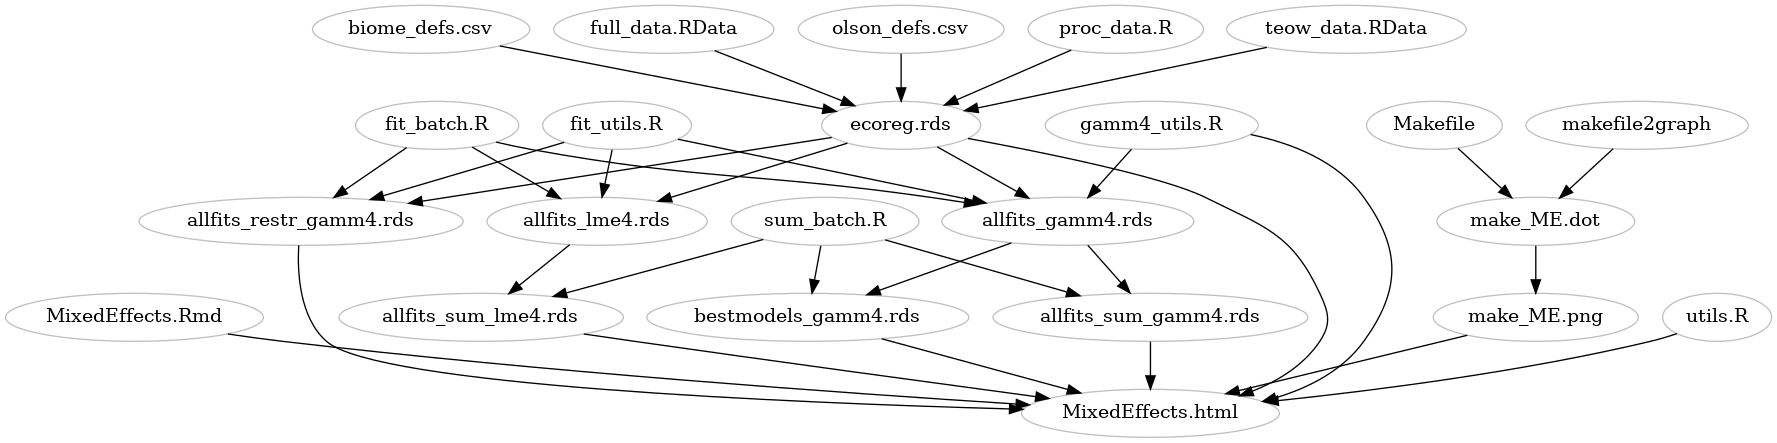 biome_defs.csv
full_data.RData
olson_defs.csv
proc_data.R
teow_data.RData
fit_batch.R
fit_utils.R
ecoreg.rds
gamm4_utils.R
Makefile
makefile2graph
allfits_restr_gamm4.rds
allfits_lme4.rds
sum_batch.R
allfits_gamm4.rds
make_ME.dot
MixedEffects.Rmd
allfits_sum_lme4.rds
bestmodels_gamm4.rds
allfits_sum_gamm4.rds
make_ME.png
utils.R
MixedEffects.html